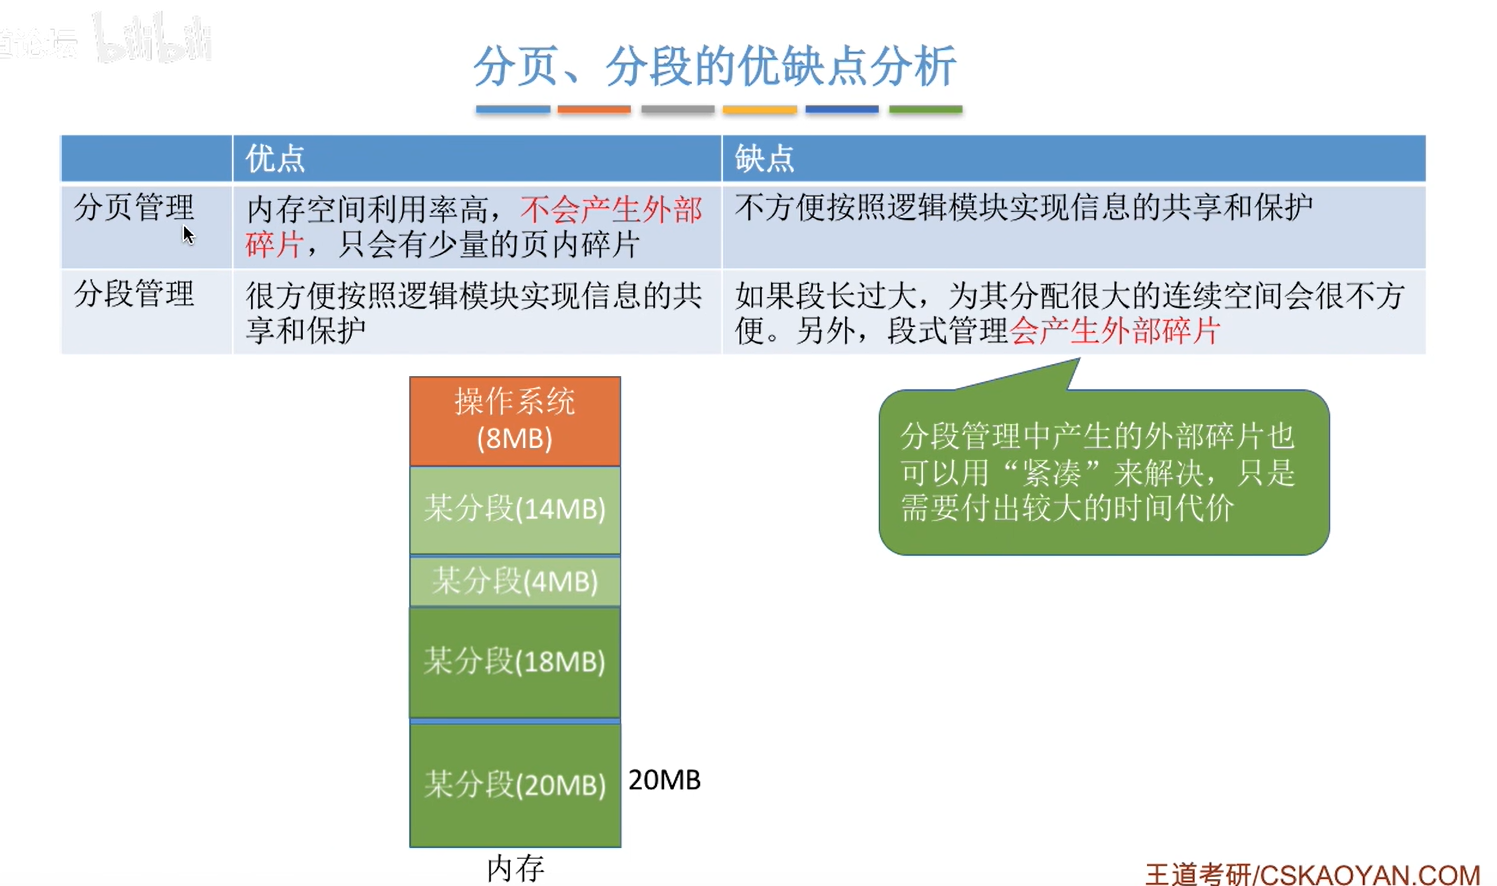 道论坛 bilibili
分页、分段的优缺点分析
优点 缺点
分页管理
内存空间利用率高，不会产生外部
碎片，只会有少量的页内碎片
不方便按照逻辑模块实现信息的共享和保护
分段管理
很方便按照逻辑模块实现信息的共
享和保护
如果段长过大，为其分配很大的连续空间会很不方
便。另外，段式管理会产生外部碎片
操作系统
(8MB)
某分段(14MB)
某分段(4MB)
某分段(18MB)
某分段(20MB)
20MB
内存
分段管理中产生的外部碎片也
可以用“紧凑”来解决，只是
需要付出较大的时间代价
王道考研/CSKAOYAN.COM